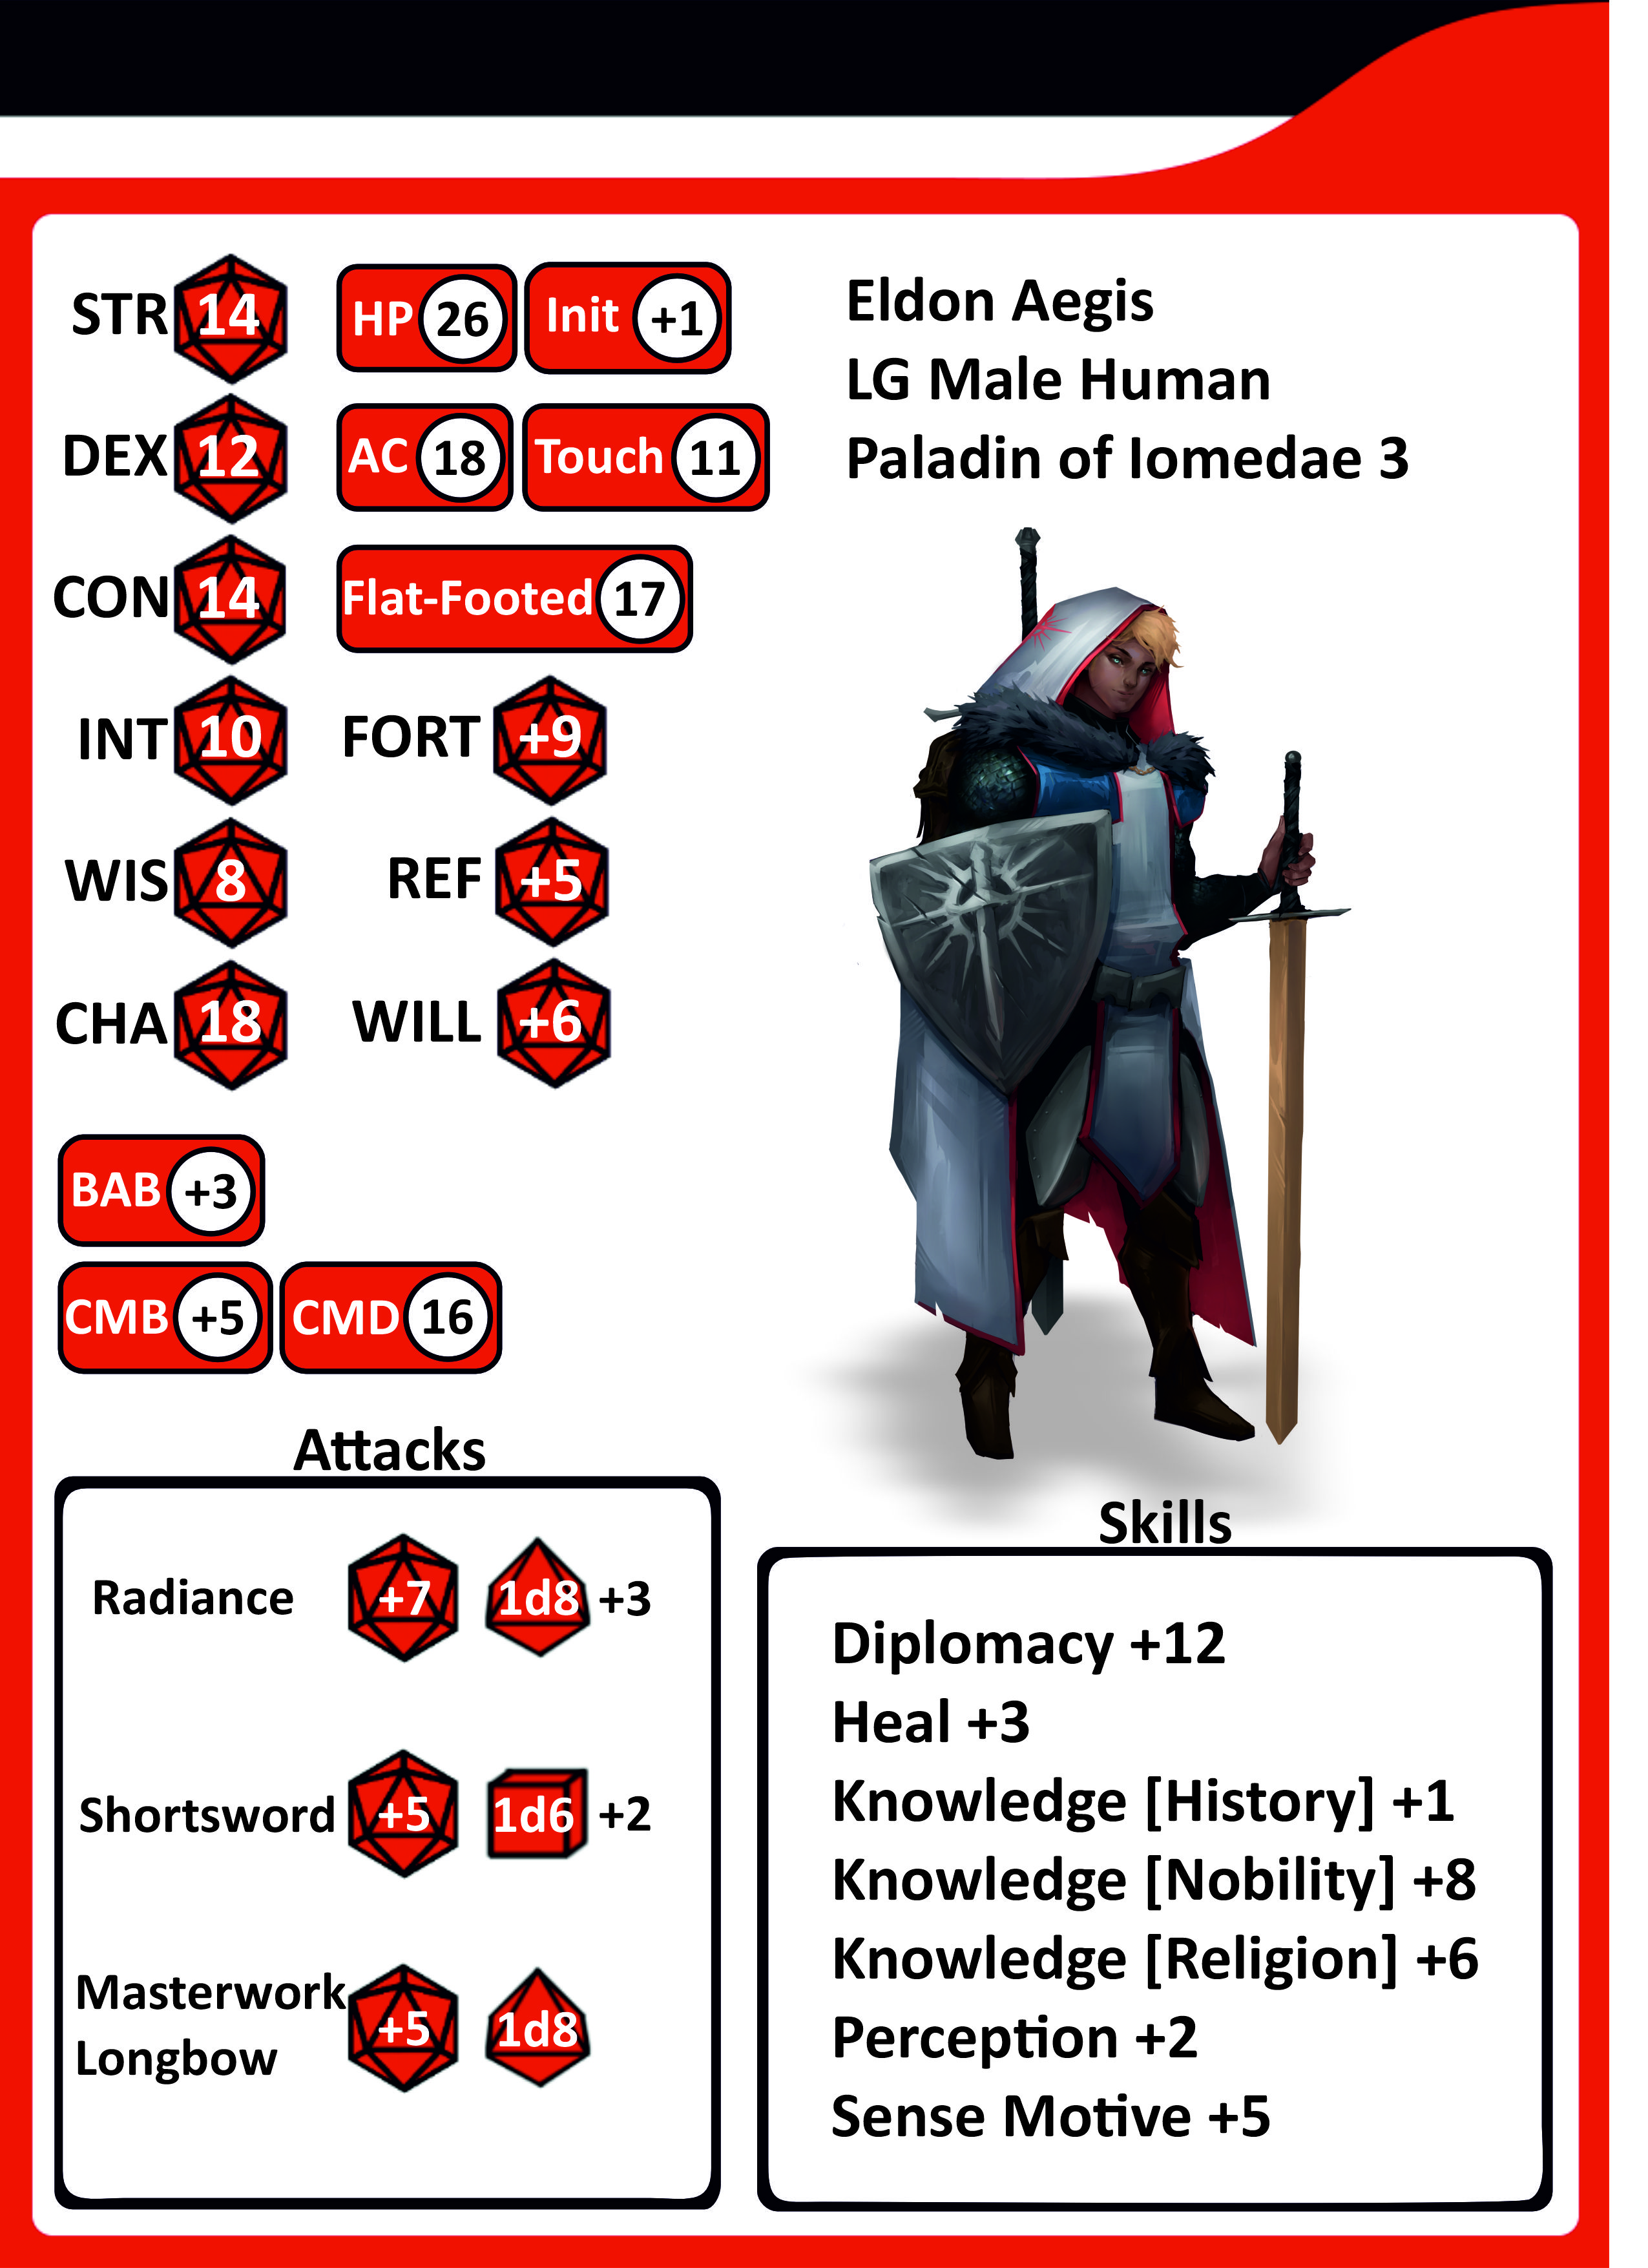 STR 14 HP 26 Init +1
DEX 12 AC 18 Touch 11
CON 14 Flat-Footed 17
INT 10 FORT +9
WIS 8 REF +5
CHA 18 WILL +6
Eldon Aegis
LG Male Human
Paladin of Iomedae 3
BAB +3
CMB +5 CMD 16
Attacks
Radiance +7 1d8 +3
Shortsword +5 1d6 +2
Masterwork
Longbow +5 1d8
Skills
Diplomacy +12
Heal +3
Knowledge [History] +1
Knowledge [Nobility] +8
Knowledge [Religion] +6
Perception +2
Sense Motive +5